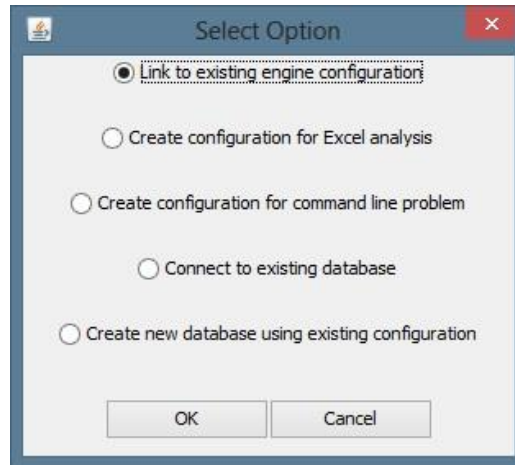 Select Option
Link to existing engine configuration
Create configuration for Excel analysis
Create configuration for command line problem
Connect to existing database
Create new database using existing configuration
OK Cancel